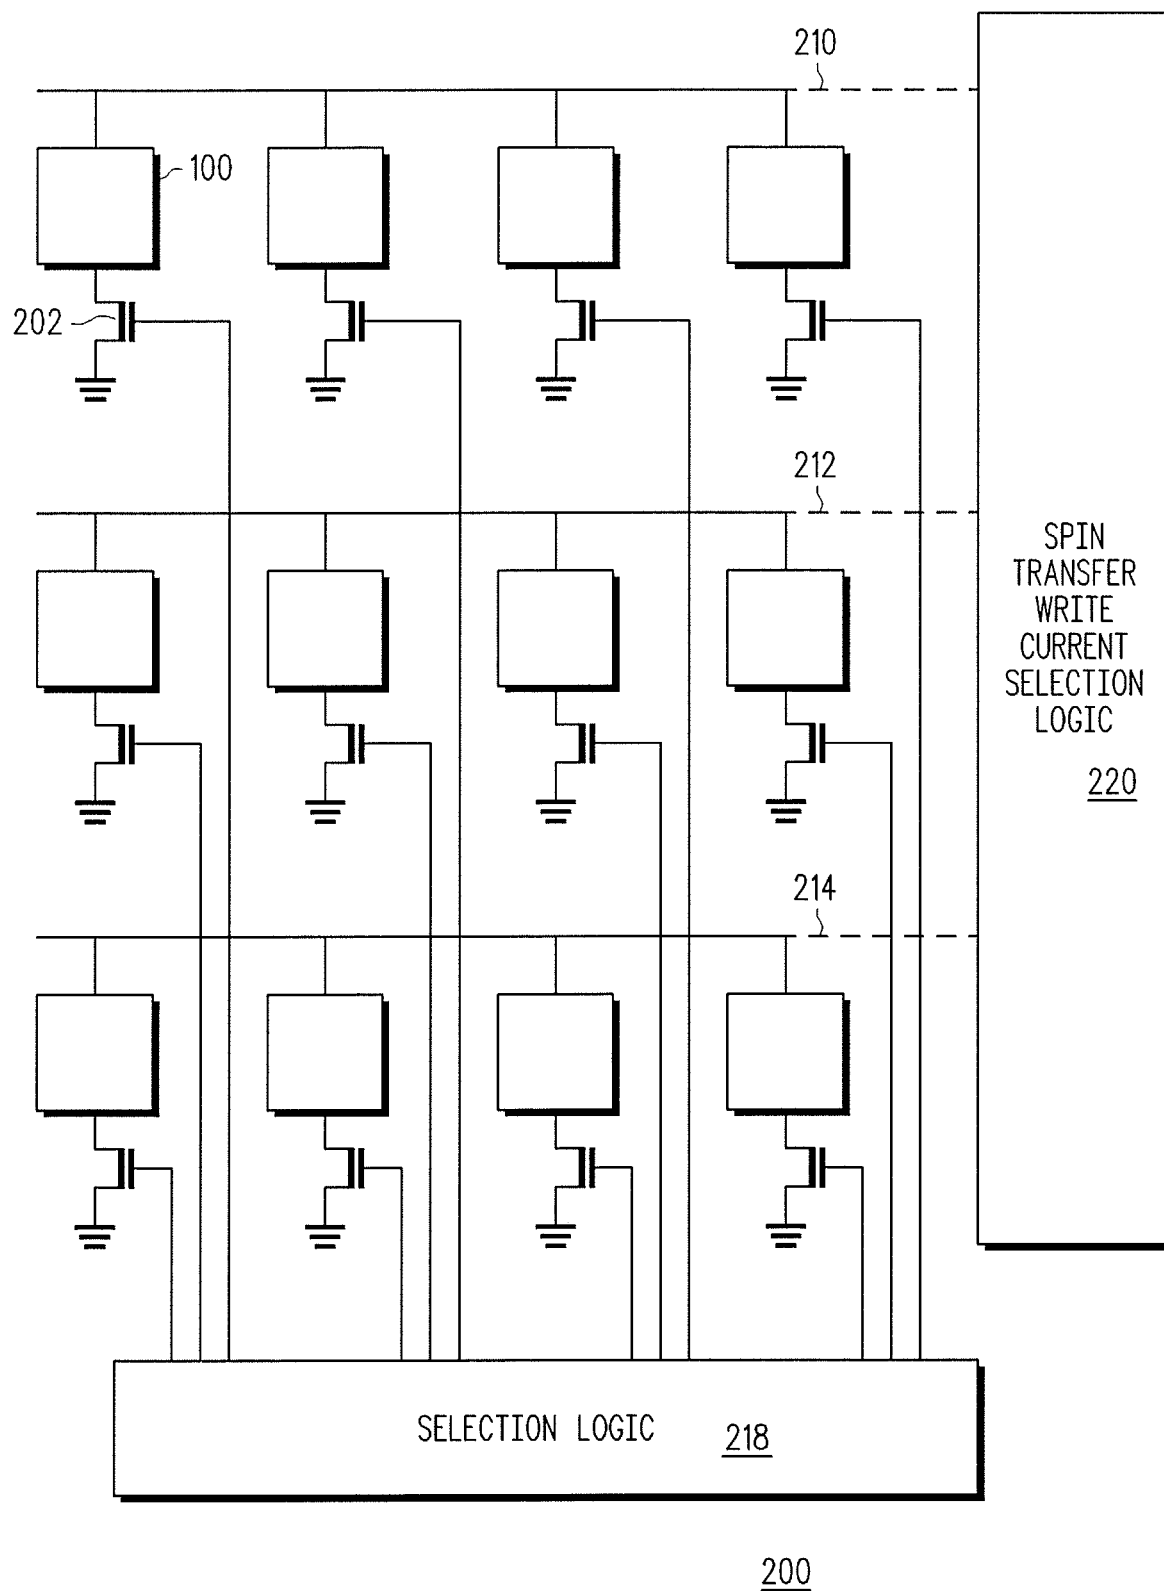 210
100
202
212
SPIN
TRANSFER
WRITE
CURRENT
SELECTION
LOGIC
220
214
SELECTION LOGIC 218
200